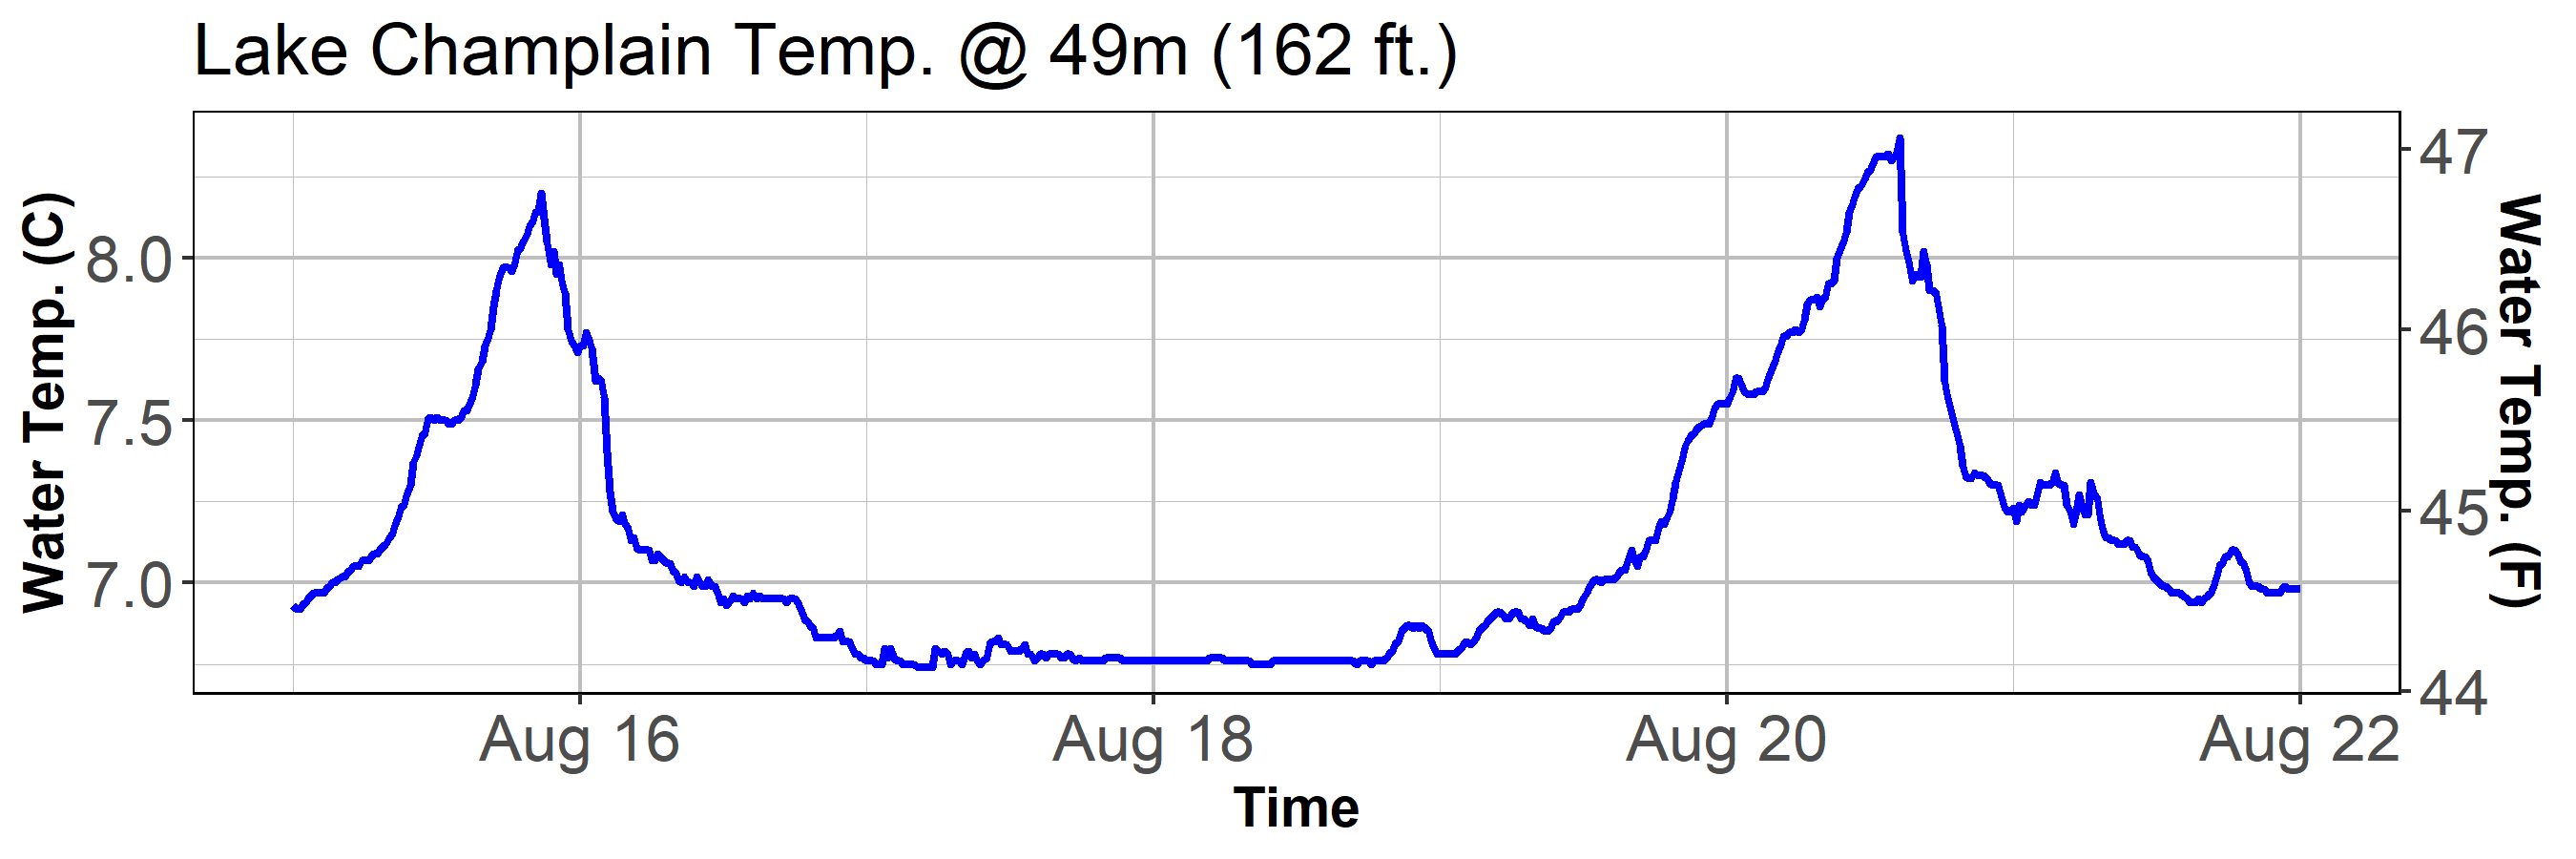 Lake Champlain Temp. @ 49m (162 ft.)
Water Temp. (C)
8.0
7.5
7.0
47
46
45
44
Water Temp. (F)
Aug 16
Aug 18
Aug 20
Aug 22
Time